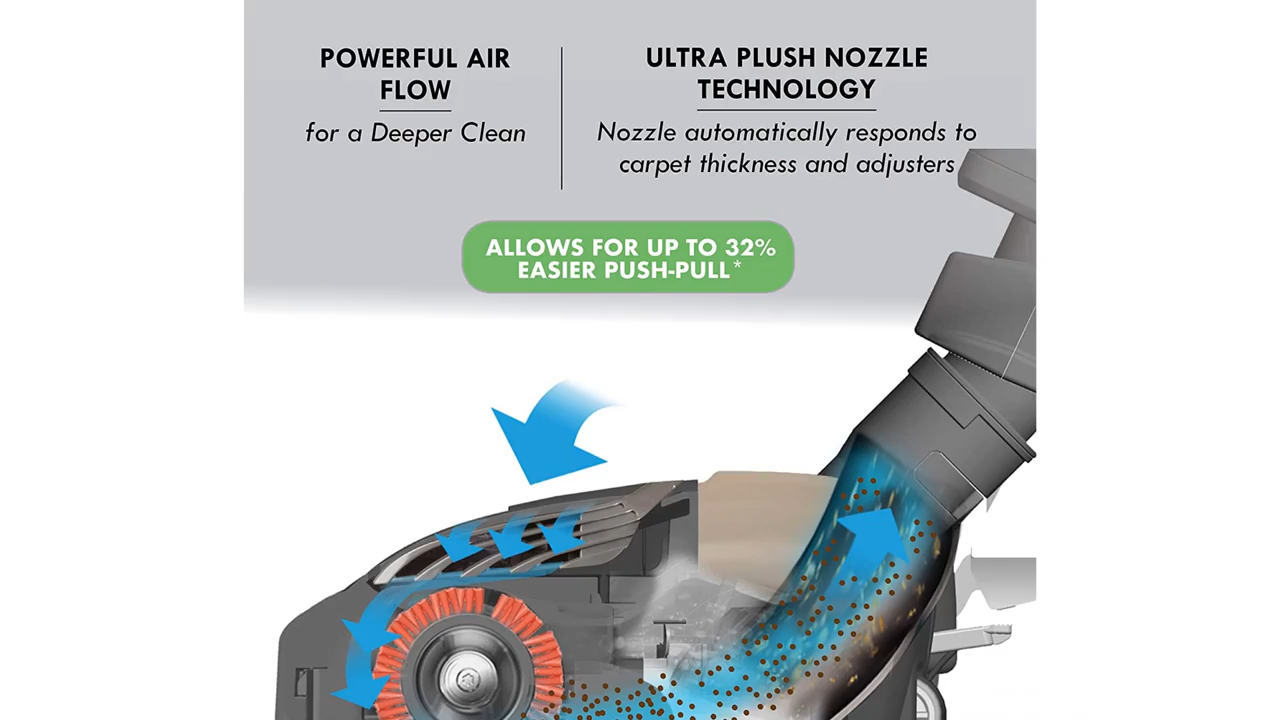 POWERFUL AIR
FLOW
for a Deeper Clean
ULTRA PLUSH NOZZLE
TECHNOLOGY
Nozzle automatically responds to
carpet thickness and adjusters
ALLOWS FOR UP TO 32%
EASIER PUSH-PULL*